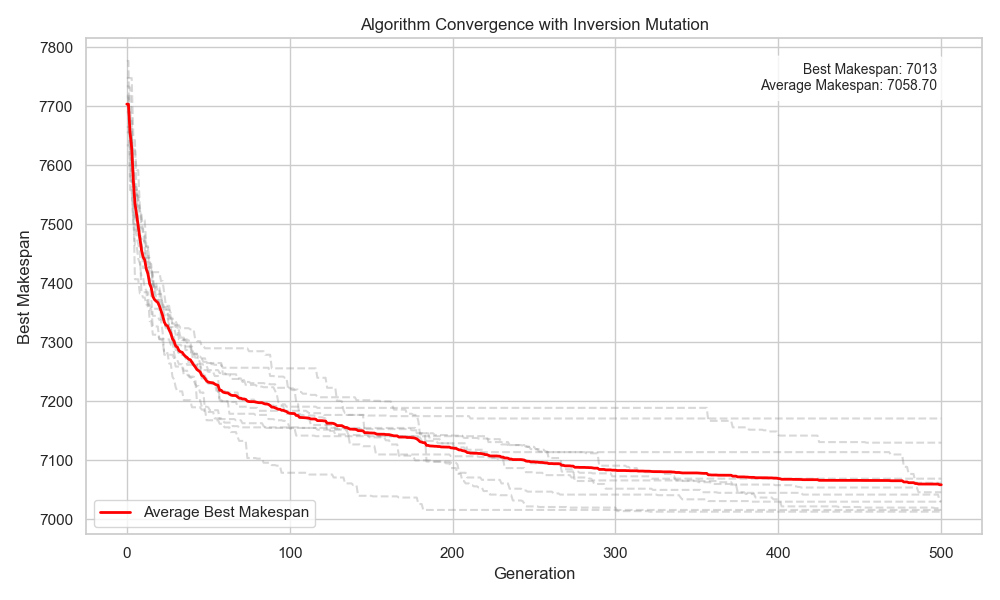 Algorithm Convergence with Inversion Mutation
Best Makespan: 7013
Average Makespan: 7058.70
Best Makespan
7800
7700
7600
7500
7400
7300
7200
7100
7000
Average Best Makespan
0
100
200
300
400
500
Generation